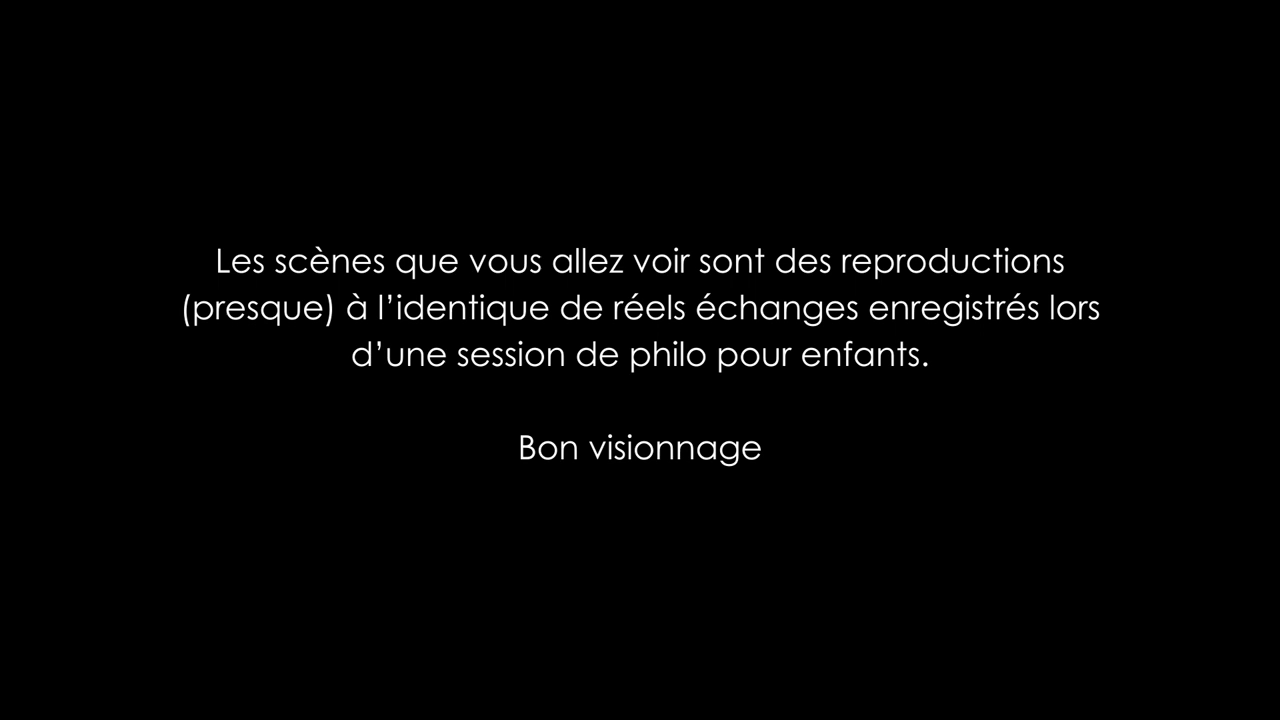 Les scènes que vous allez voir sont des reproductions
(presque) à l’identique de réels échanges enregistrés lors
d’une session de philo pour enfants.
Bon visionnage